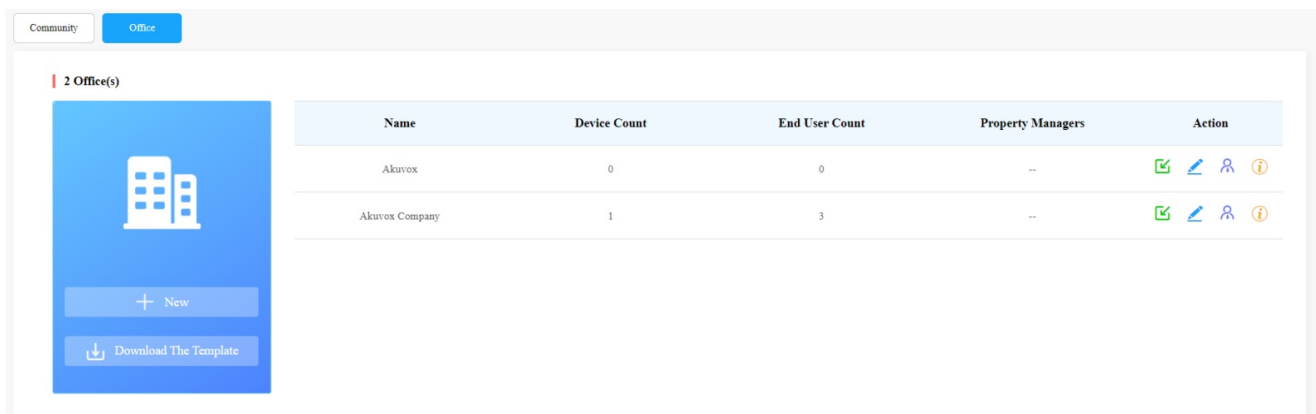 Community Office
2 Office(s)
Name Device Count End User Count Property Managers Action
Akuvox 0 0 --
Akuvox Company 1 3 --
New
Download The Template